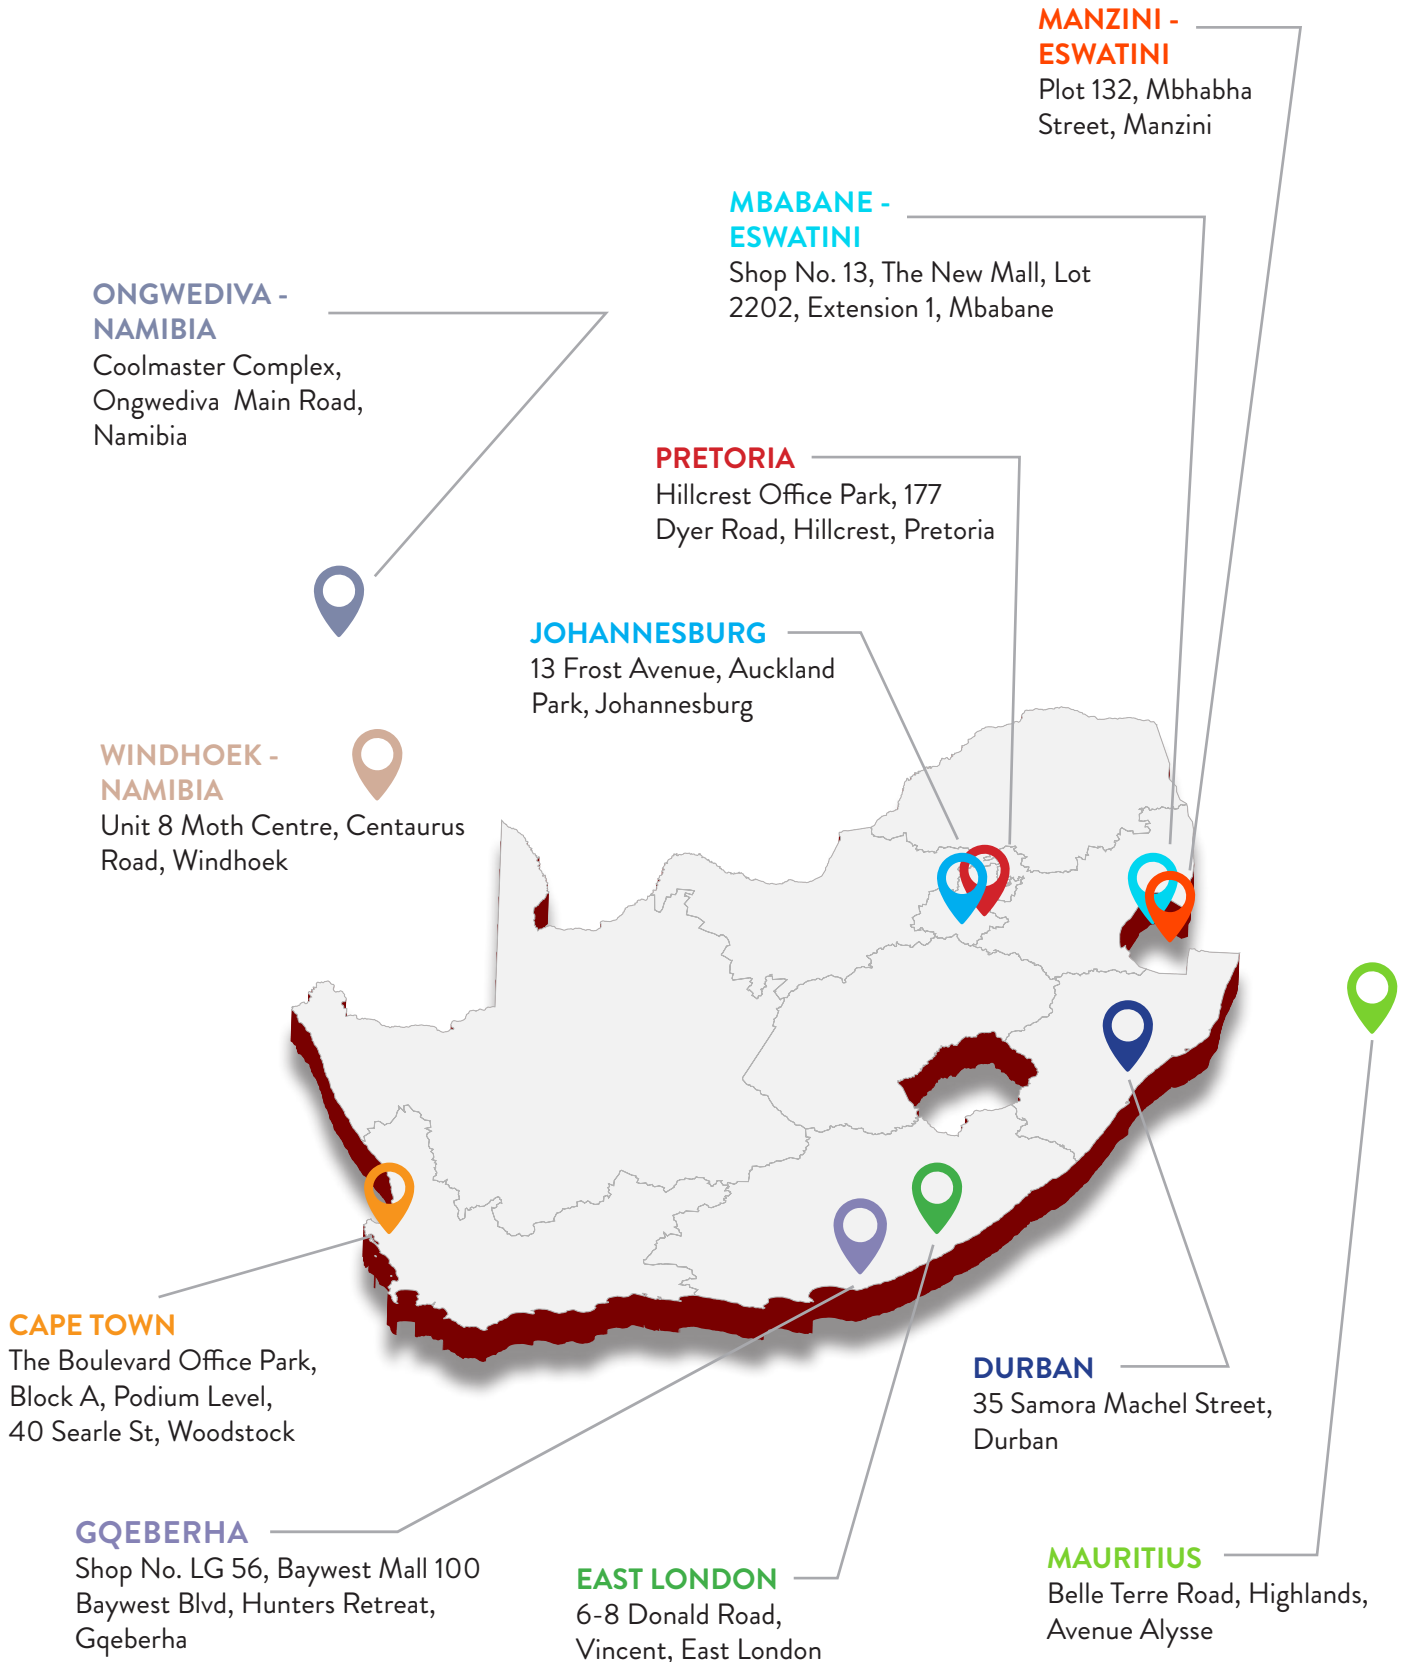 MANZINI -
ESWATINI
Plot 132, Mbhabha
Street, Manzini
MBABANE -
ESWATINI
Shop No. 13, The New Mall, Lot
2202, Extension 1, Mbabane
ONGWEDIVA -
NAMIBIA
Coolmaster Complex,
Ongwediva Main Road,
Namibia
PRETORIA
Hillcrest Office Park, 177
Dyer Road, Hillcrest, Pretoria
JOHANNESBURG
13 Frost Avenue, Auckland
Park, Johannesburg
WINDHOEK -
NAMIBIA
Unit 8 Moth Centre, Centaurus
Road, Windhoek
CAPE TOWN
The Boulevard Office Park,
Block A, Podium Level,
40 Searle St, Woodstock
DURBAN
35 Samora Machel Street,
Durban
GQEBERHA
Shop No. LG 56, Baywest Mall 100
Baywest Blvd, Hunters Retreat,
Gqeberha
EAST LONDON
6-8 Donald Road,
Vincent, East London
MAURITIUS
Belle Terre Road, Highlands,
Avenue Alysse